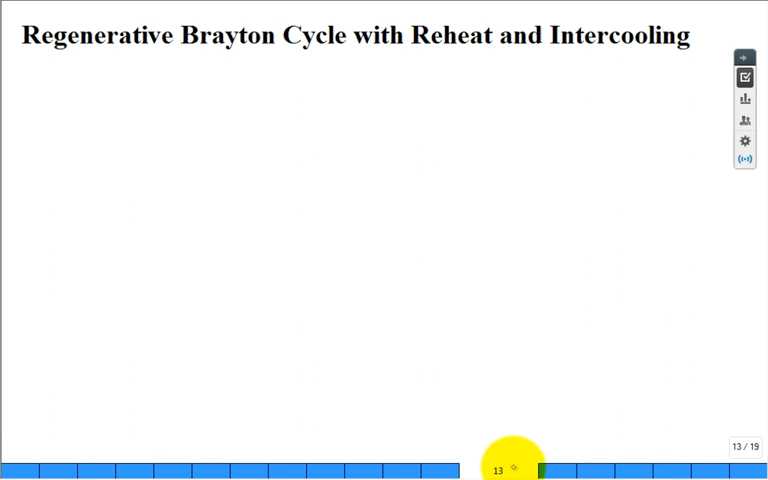 Regenerative Brayton Cycle with Reheat and Intercooling
13 / 19
13